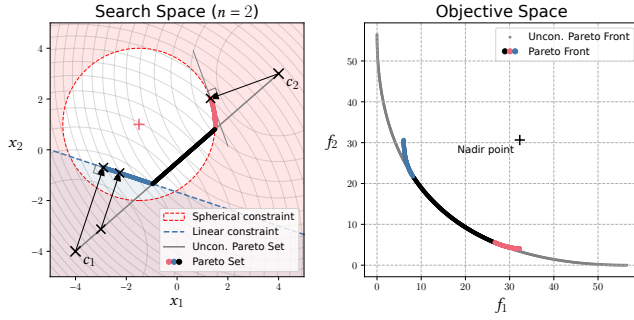 Search Space (n = 2)
4
2
0
−2
−4
x₂
−4
−2
0
2
4
x₁
c₂
c₁
Spherical constraint
Linear constraint
Uncon. Pareto Set
Pareto Set
Objective Space
Uncon. Pareto Front
Pareto Front
Nadir point
50
40
30
20
10
0
f₂
0
10
20
30
40
50
60
f₁